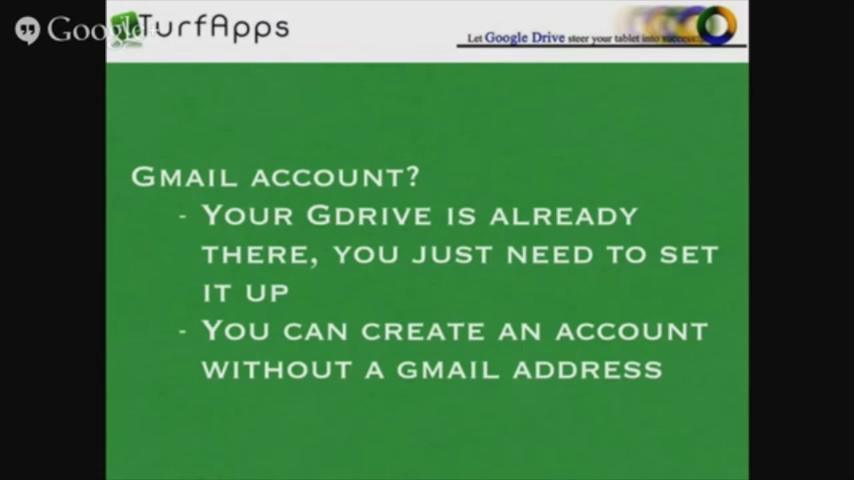 Google+
TurfApps
Let Google Drive steer your tablet into success!
GMAIL ACCOUNT?
- YOUR GDRIVE IS ALREADY
THERE, YOU JUST NEED TO SET
IT UP
- YOU CAN CREATE AN ACCOUNT
WITHOUT A GMAIL ADDRESS